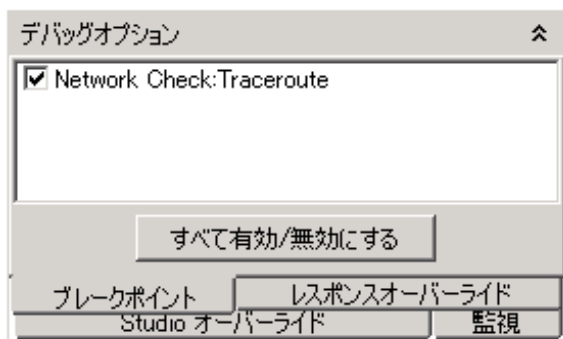 デバッグオプション
Network Check:Traceroute
すべて有効/無効にする
ブレークポイント
レスポンスオーバーライド
Studio オーバーライド
監視